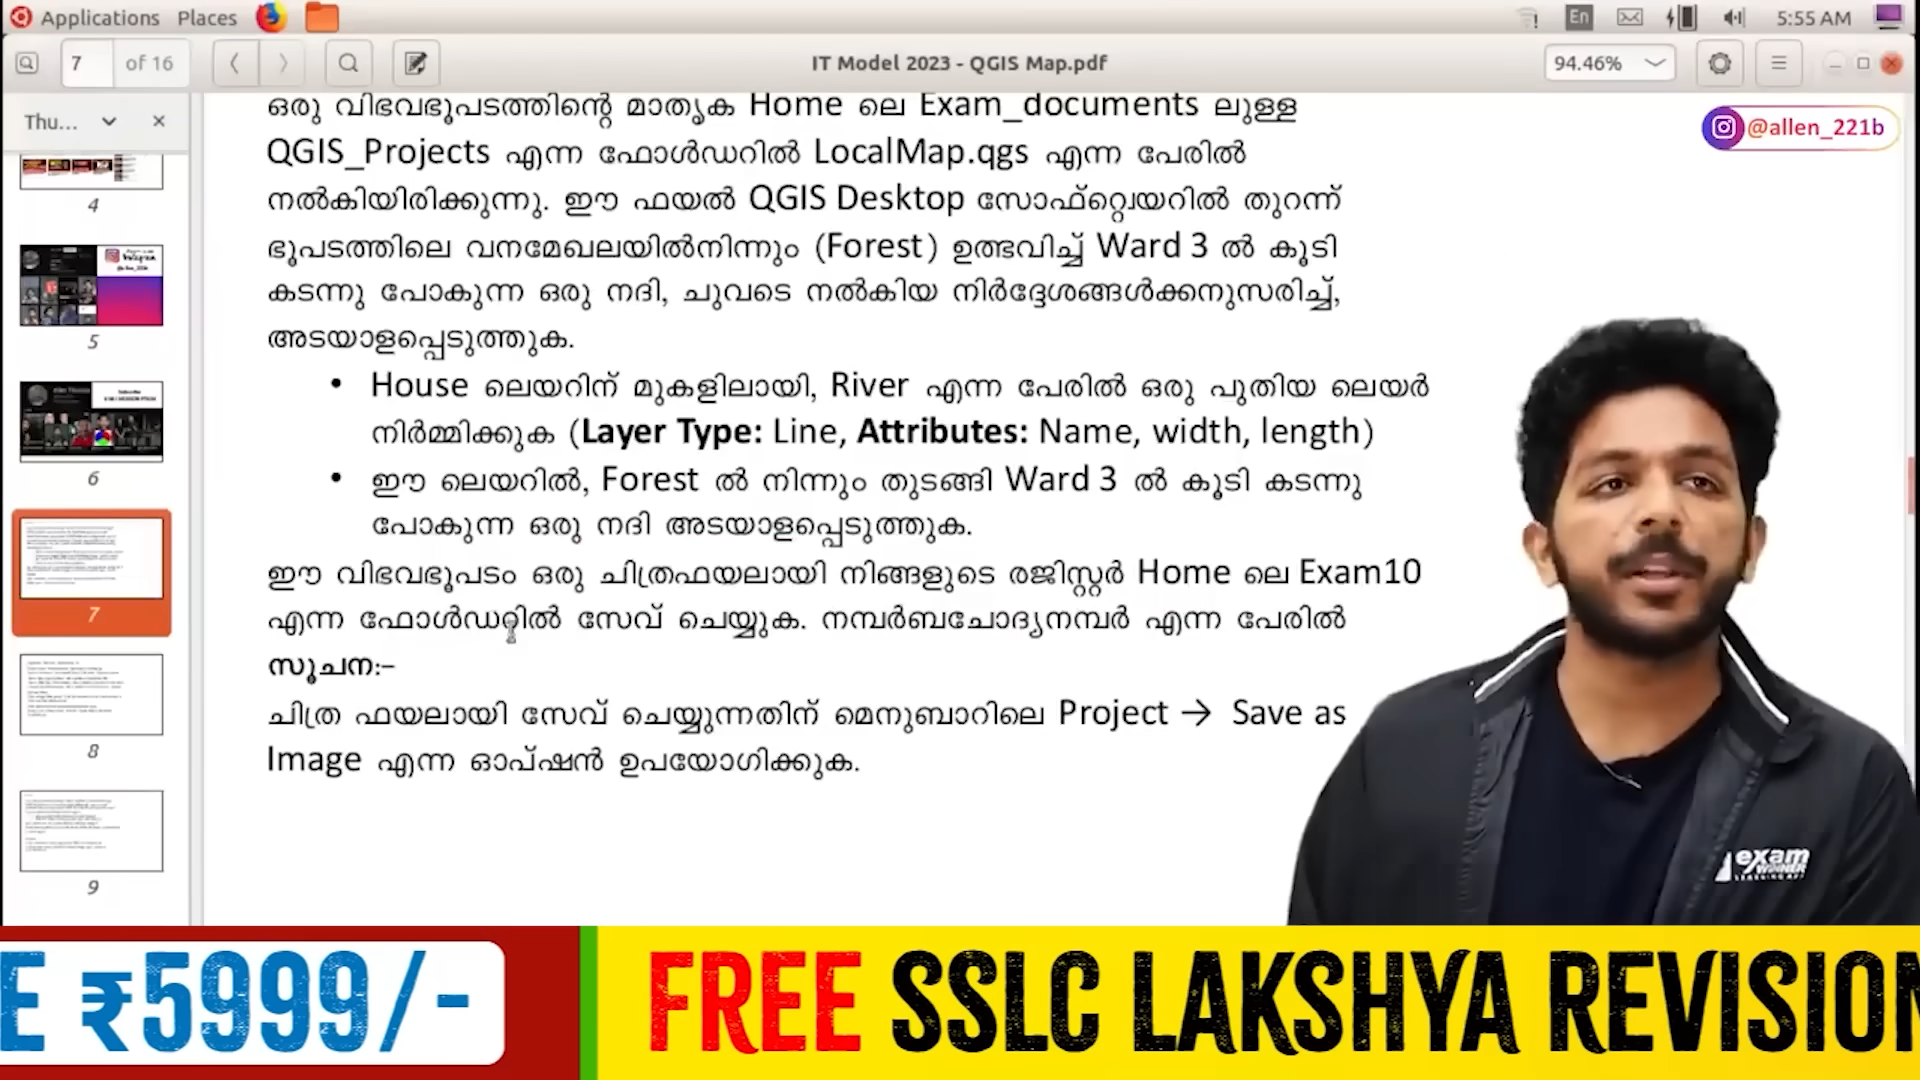 Applications Places En 5:55 AM
7 of 16 IT Model 2023 - QGIS Map.pdf 94.46%
Thu...
@allen_221b
ഒരു വിഭവഭൂപടത്തിന്റെ മാതൃക Home ലെ Exam_documents ലുള്ള
QGIS_Projects എന്ന ഫോൾഡറിൽ LocalMap.qgs എന്ന പേരിൽ
നൽകിയിരിക്കുന്നു. ഈ ഫയൽ QGIS Desktop സോഫ്റ്റ്വെയറിൽ തുറന്ന്
ഭൂപടത്തിലെ വനമേഖലയിൽനിന്നും (Forest) ഉത്ഭവിച്ച് Ward 3 ൽ കൂടി
കടന്നു പോകുന്ന ഒരു നദി, ചുവടെ നൽകിയ നിർദ്ദേശങ്ങൾക്കനുസരിച്ച്,
അടയാളപ്പെടുത്തുക.
• House ലെയറിന് മുകളിലായി, River എന്ന പേരിൽ ഒരു പുതിയ ലെയർ
നിർമ്മിക്കുക (Layer Type: Line, Attributes: Name, width, length)
• ഈ ലെയറിൽ, Forest ൽ നിന്നും തുടങ്ങി Ward 3 ൽ കൂടി കടന്നു
പോകുന്ന ഒരു നദി അടയാളപ്പെടുത്തുക.
ഈ വിഭവഭൂപടം ഒരു ചിത്രഫയലായി നിങ്ങളുടെ രജിസ്റ്റർ Home ലെ Exam10
എന്ന ഫോൾഡറിൽ സേവ് ചെയ്യുക. നമ്പർബചോദ്യനമ്പർ എന്ന പേരിൽ
സൂചന:–
ചിത്ര ഫയലായി സേവ് ചെയ്യുന്നതിന് മെനുബാറിലെ Project → Save as
Image എന്ന ഓപ്ഷൻ ഉപയോഗിക്കുക.
4
5
6
7
8
9
exam
WINNER
E ₹5999/- FREE SSLC LAKSHYA REVISION